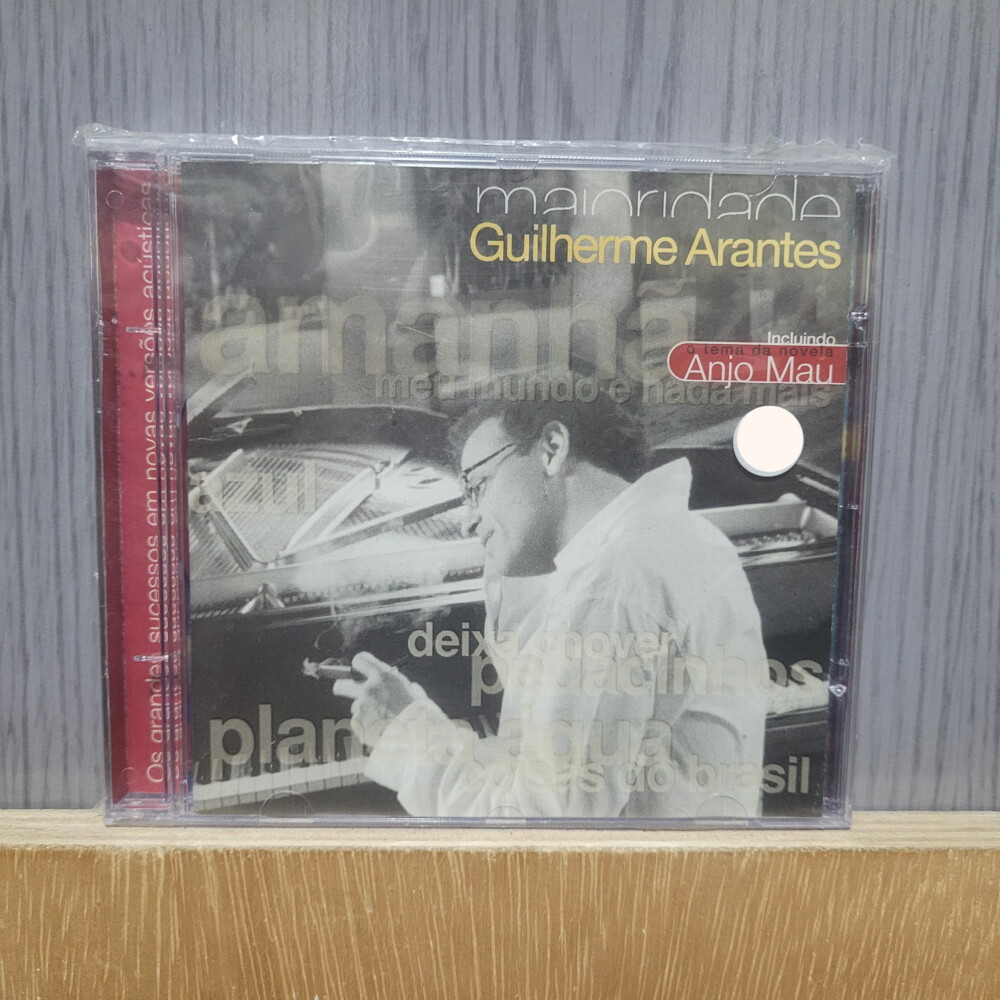 Os grandes sucessos em novas versões acústicas
maioridade
Guilherme Arantes
amanhã
Incluindo
o tema da novela
Anjo Mau
meu mundo e nada mais
azul
deixa chover
pedacinhos
planeta água
coisas do brasil